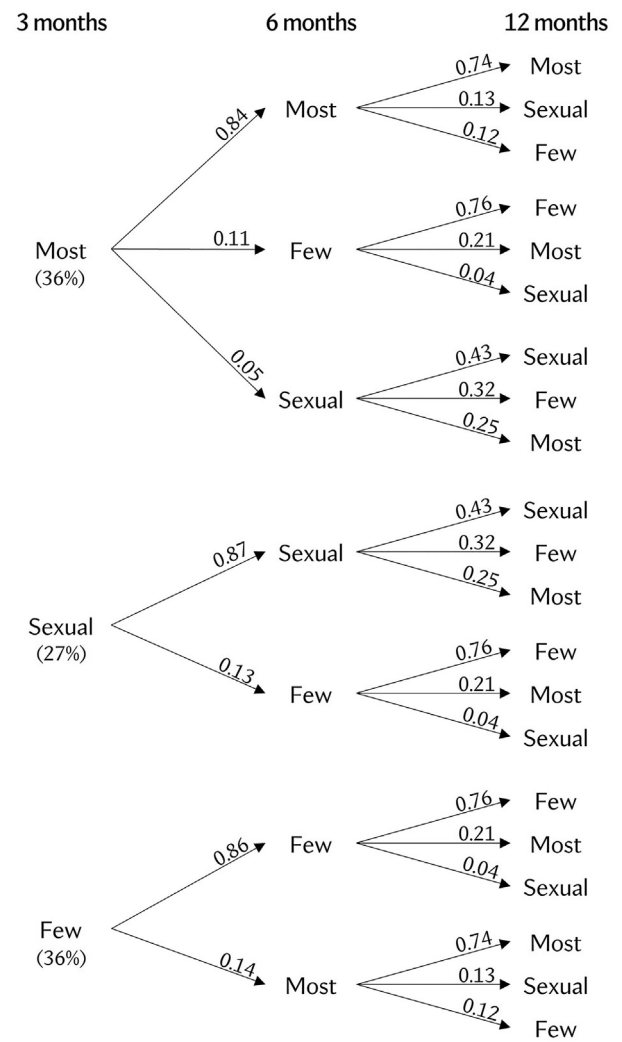 3 months 6 months 12 months
0.74 Most
0.84 Most 0.13 Sexual
0.12 Few
0.76 Few
Most 0.11 Few 0.21 Most
(36%)
0.04 Sexual
0.43 Sexual
0.05 Sexual 0.32 Few
0.25 Most
0.43 Sexual
0.87 Sexual 0.32 Few
0.25 Most
Sexual
(27%)
0.76 Few
0.13 Few 0.21 Most
0.04 Sexual
0.76 Few
0.86 Few 0.21 Most
0.04 Sexual
Few
(36%)
0.74 Most
0.14 Most 0.13 Sexual
0.12 Few